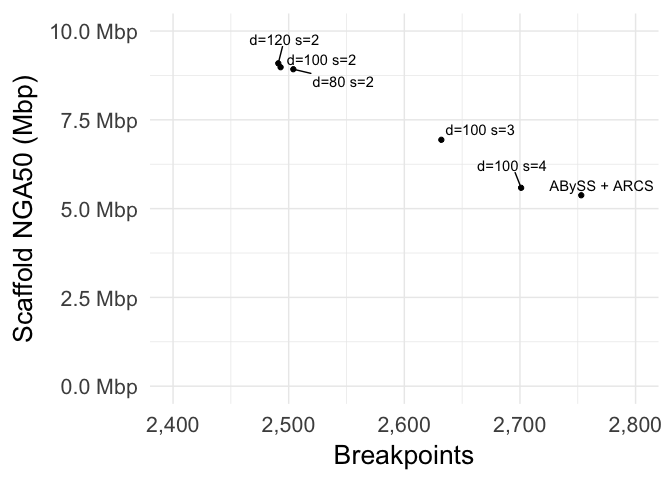 10.0 Mbp
d=120 s=2
d=100 s=2
d=80 s=2
7.5 Mbp
d=100 s=3
d=100 s=4
ABySS + ARCS
5.0 Mbp
2.5 Mbp
0.0 Mbp
Scaffold NGA50 (Mbp)
2,400 2,500 2,600 2,700 2,800
Breakpoints